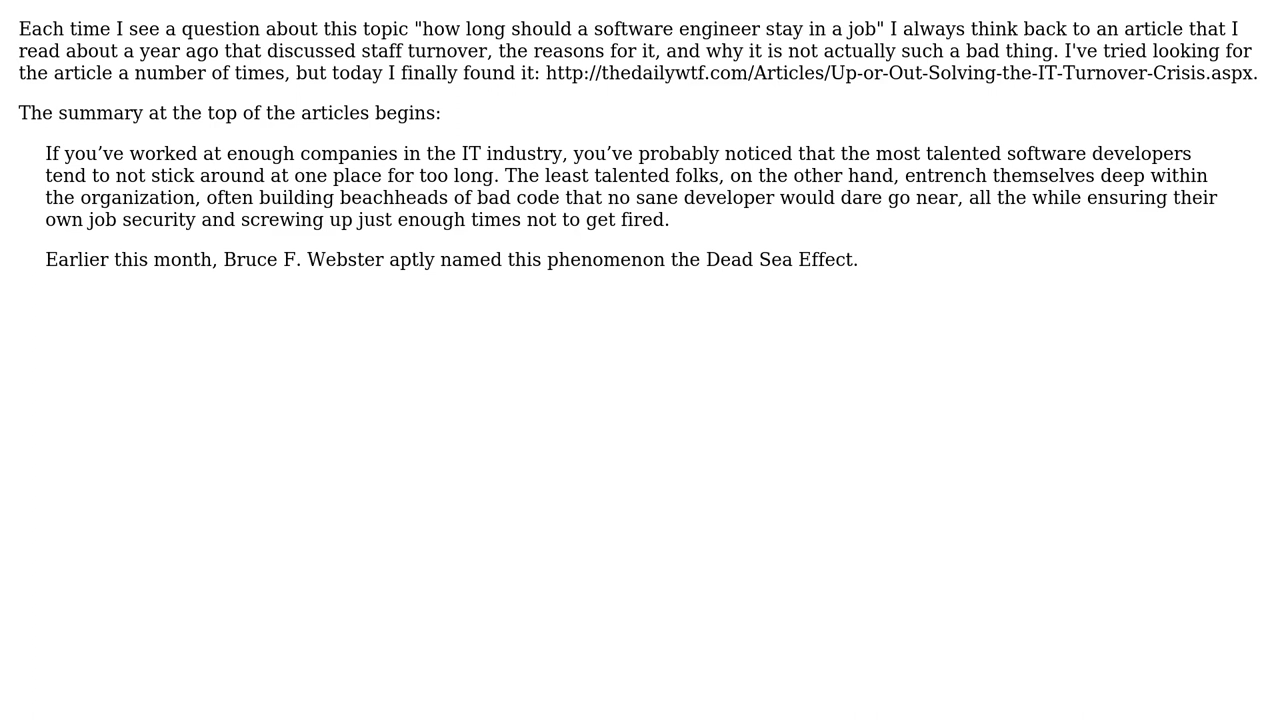 Each time I see a question about this topic "how long should a software engineer stay in a job" I always think back to an article that I
read about a year ago that discussed staff turnover, the reasons for it, and why it is not actually such a bad thing. I've tried looking for
the article a number of times, but today I finally found it: http://thedailywtf.com/Articles/Up-or-Out-Solving-the-IT-Turnover-Crisis.aspx.
The summary at the top of the articles begins:
If you’ve worked at enough companies in the IT industry, you’ve probably noticed that the most talented software developers
tend to not stick around at one place for too long. The least talented folks, on the other hand, entrench themselves deep within
the organization, often building beachheads of bad code that no sane developer would dare go near, all the while ensuring their
own job security and screwing up just enough times not to get fired.
Earlier this month, Bruce F. Webster aptly named this phenomenon the Dead Sea Effect.